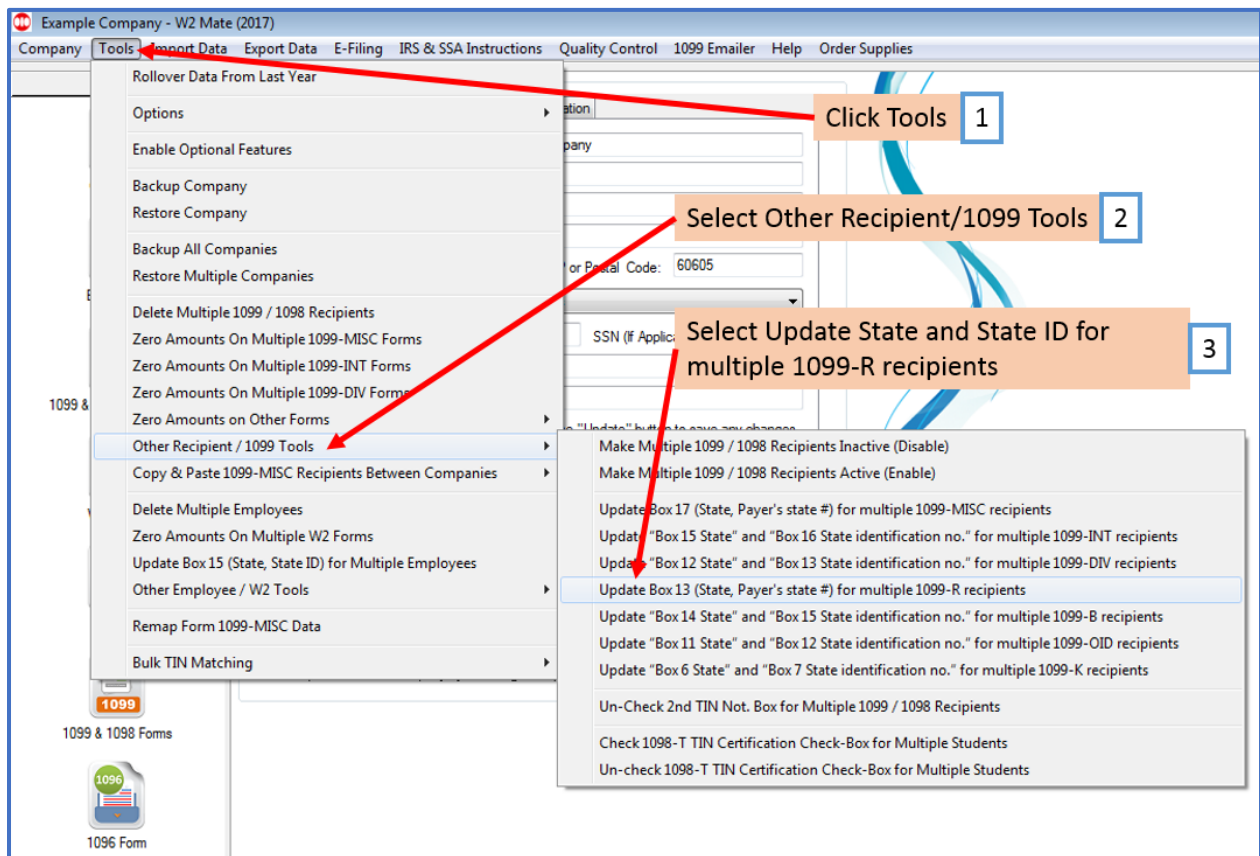 Example Company - W2 Mate (2017)
Company Tools Import Data Export Data E-Filing IRS & SSA Instructions Quality Control 1099 Emailer Help Order Supplies
Rollover Data From Last Year
Options
Enable Optional Features
Backup Company
Restore Company
Backup All Companies
Restore Multiple Companies
Delete Multiple 1099 / 1098 Recipients
Zero Amounts On Multiple 1099-MISC Forms
Zero Amounts On Multiple 1099-INT Forms
Zero Amounts On Multiple 1099-DIV Forms
Zero Amounts on Other Forms
Other Recipient / 1099 Tools
Copy & Paste 1099-MISC Recipients Between Companies
Delete Multiple Employees
Zero Amounts On Multiple W2 Forms
Update Box 15 (State, State ID) for Multiple Employees
Other Employee / W2 Tools
Remap Form 1099-MISC Data
Bulk TIN Matching
Click Tools 1
Select Other Recipient/1099 Tools 2
or Postal Code: 60605
SSN (If Applic
Select Update State and State ID for
multiple 1099-R recipients
3
1099 &
Make Multiple 1099 / 1098 Recipients Inactive (Disable)
Make Multiple 1099 / 1098 Recipients Active (Enable)
Update Box 17 (State, Payer's state #) for multiple 1099-MISC recipients
Update "Box 15 State" and "Box 16 State identification no." for multiple 1099-INT recipients
Update "Box 12 State" and "Box 13 State identification no." for multiple 1099-DIV recipients
Update Box 13 (State, Payer's state #) for multiple 1099-R recipients
Update "Box 14 State" and "Box 15 State identification no." for multiple 1099-B recipients
Update "Box 11 State" and "Box 12 State identification no." for multiple 1099-OID recipients
Update "Box 6 State" and "Box 7 State identification no." for multiple 1099-K recipients
Un-Check 2nd TIN Not. Box for Multiple 1099 / 1098 Recipients
Check 1098-T TIN Certification Check-Box for Multiple Students
Un-check 1098-T TIN Certification Check-Box for Multiple Students
1099
1099 & 1098 Forms
1096
1096 Form